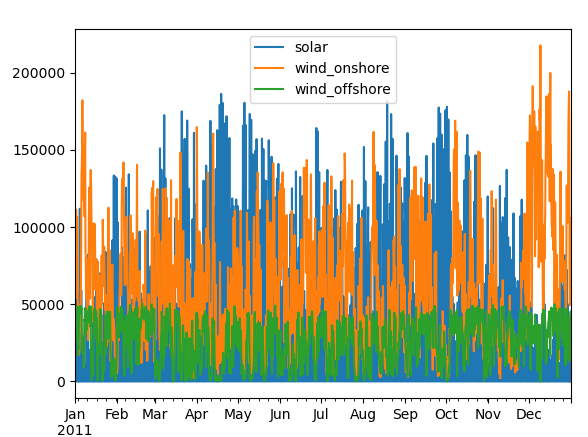 solar
wind_onshore
wind_offshore
200000
150000
100000
50000
0
Jan Feb Mar Apr May Jun Jul Aug Sep Oct Nov Dec
2011